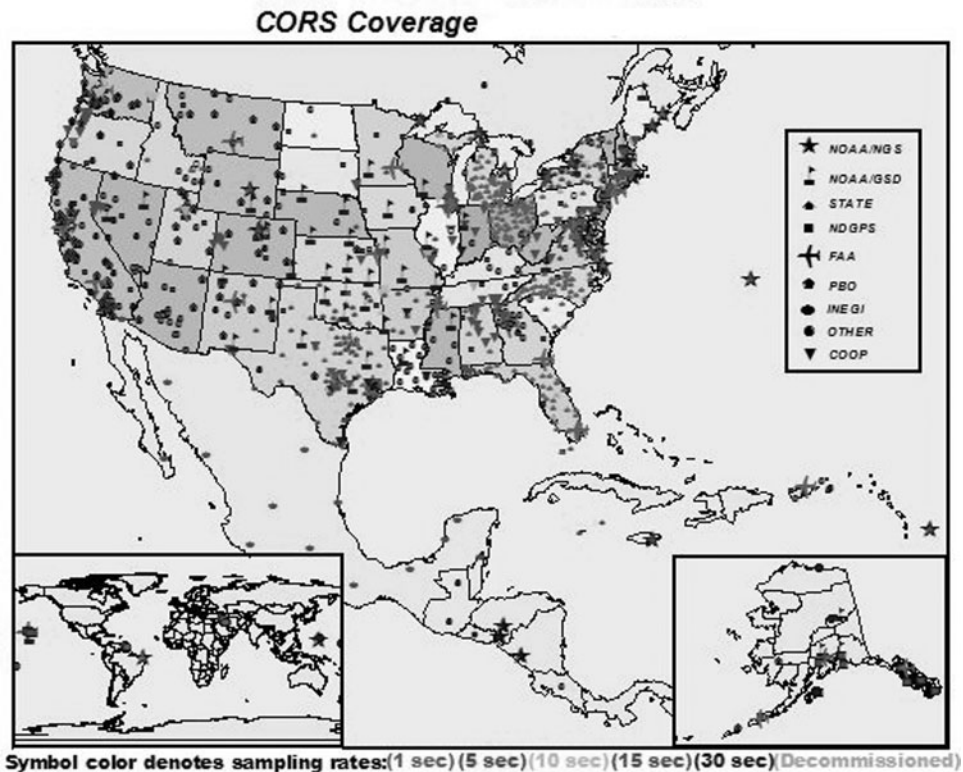 CORS Coverage
NOAA/NGS
NOAA/GSD
STATE
NDGPS
FAA
PBO
INEGI
OTHER
COOP
Symbol color denotes sampling rates:(1 sec)(5 sec)(10 sec)(15 sec)(30 sec)(Decommissioned)